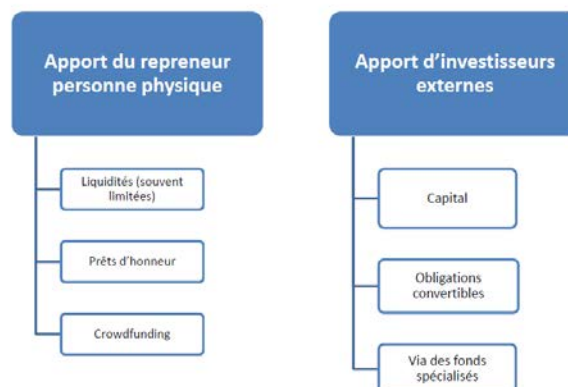 Apport du repreneur
personne physique
Liquidités (souvent
limitées)
Prêts d'honneur
Crowdfunding
Apport d'investisseurs
externes
Capital
Obligations
convertibles
Via des fonds
spécialisés